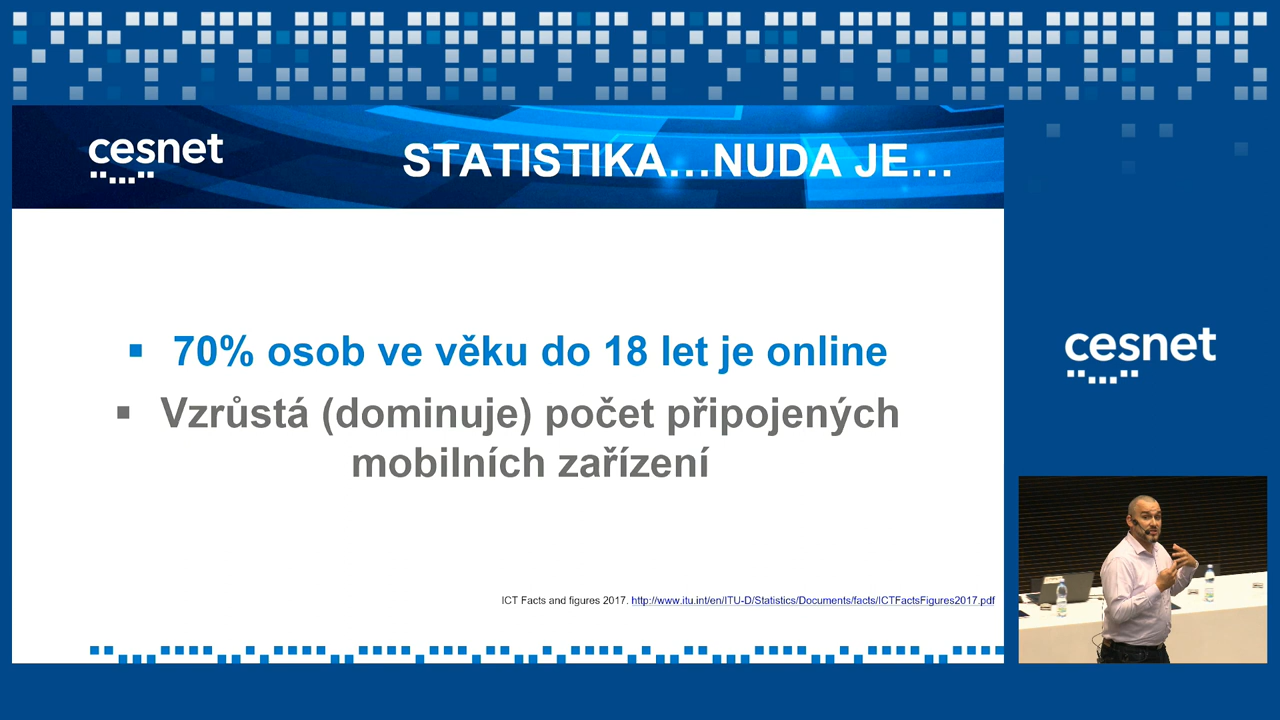 cesnet
STATISTIKA...NUDA JE...
70% osob ve věku do 18 let je online
Vzrůstá (dominuje) počet připojených
mobilních zařízení
ICT Facts and figures 2017. http://www.itu.int/en/ITU-D/Statistics/Documents/facts/ICTFactsFigures2017.pdf
cesnet